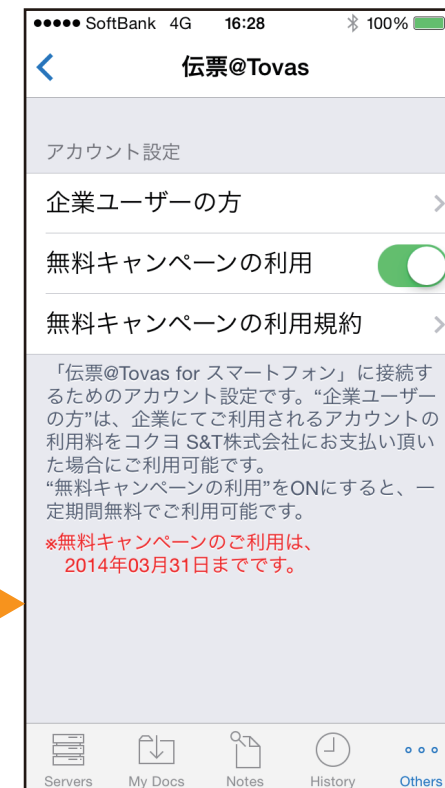 SoftBank 4G 16:28 100%
伝票@Tovas
アカウント設定
企業ユーザーの方
無料キャンペーンの利用
無料キャンペーンの利用規約
「伝票@Tovas for スマートフォン」に接続す
るためのアカウント設定です。“企業ユーザー
の方”は、企業にてご利用されるアカウントの
利用料をコクヨ S&T株式会社にお支払い頂い
た場合にご利用可能です。
“無料キャンペーンの利用”をONにすると、一
定期間無料でご利用可能です。
※無料キャンペーンのご利用は、
2014年03月31日までです。
Servers My Docs Notes History Others